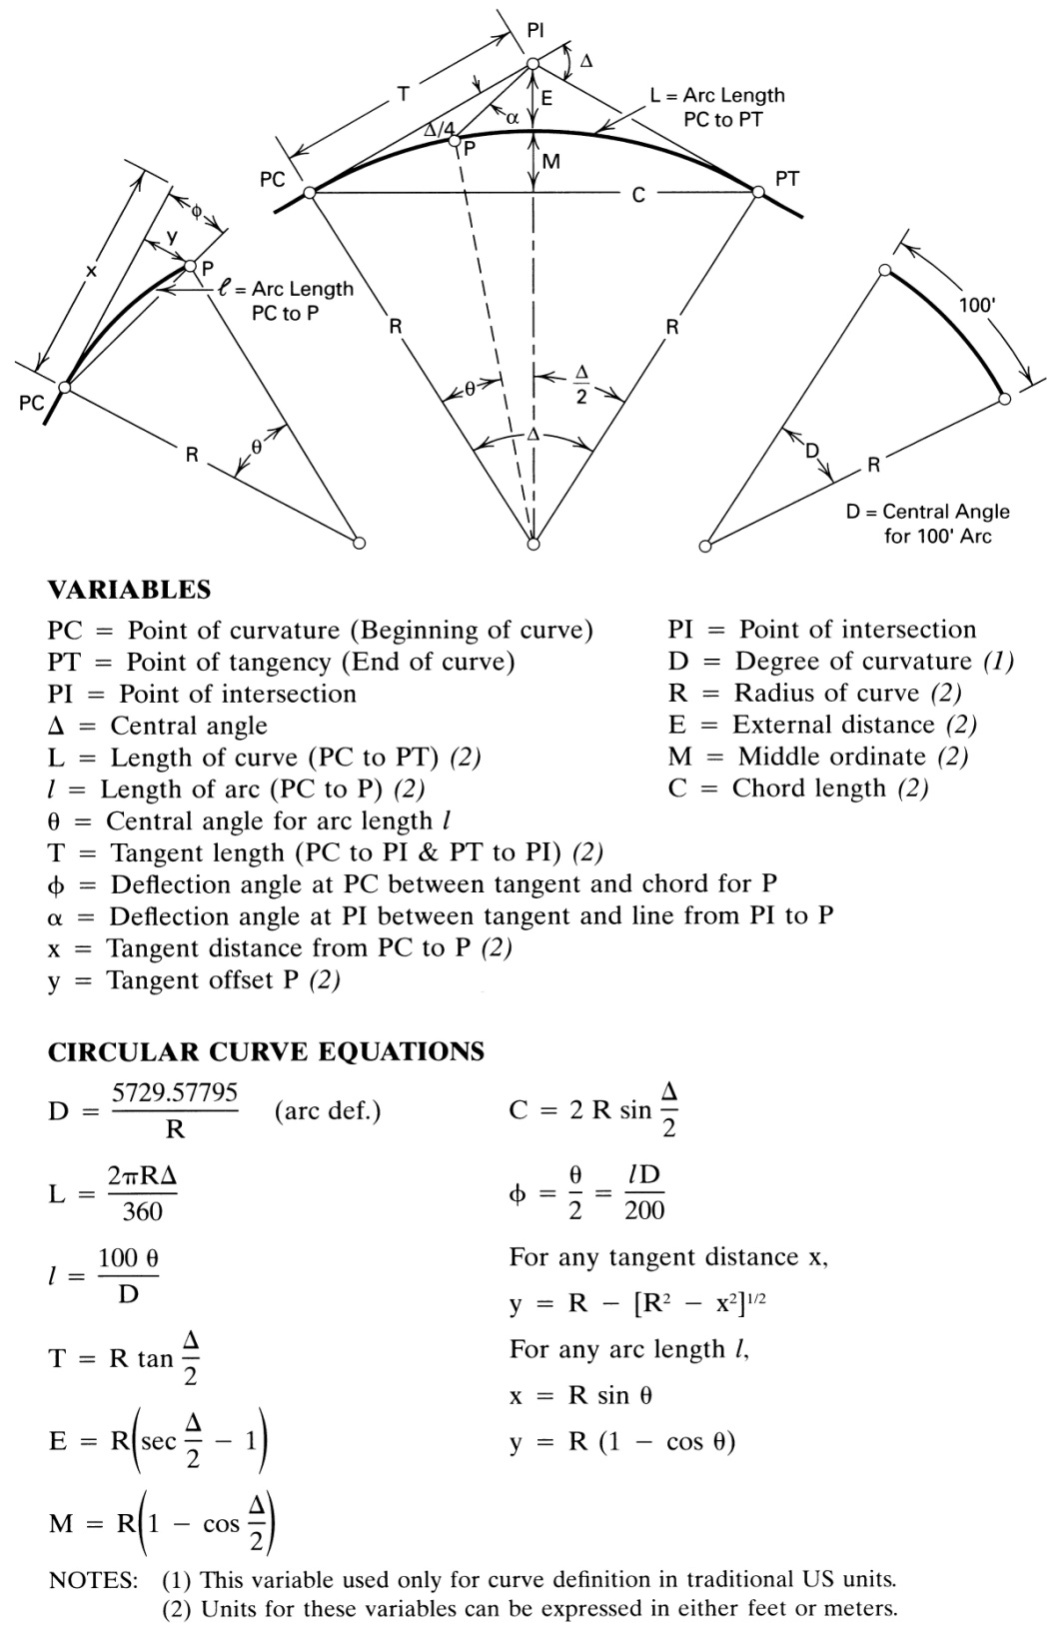 PI
Δ
T
E
L = Arc Length
PC to PT
α
Δ/4
P
M
PC
PT
C
ϕ
y
x
P
ℓ = Arc Length
PC to P
100'
R
R
θ
Δ
2
PC
R
θ
Δ
D
R
D = Central Angle
for 100' Arc
VARIABLES
PC = Point of curvature (Beginning of curve)
PT = Point of tangency (End of curve)
PI = Point of intersection
Δ = Central angle
L = Length of curve (PC to PT) (2)
l = Length of arc (PC to P) (2)
θ = Central angle for arc length l
T = Tangent length (PC to PI & PT to PI) (2)
ϕ = Deflection angle at PC between tangent and chord for P
α = Deflection angle at PI between tangent and line from PI to P
x = Tangent distance from PC to P (2)
y = Tangent offset P (2)
PI = Point of intersection
D = Degree of curvature (1)
R = Radius of curve (2)
E = External distance (2)
M = Middle ordinate (2)
C = Chord length (2)
CIRCULAR CURVE EQUATIONS
D = 5729.57795 / R (arc def.)
L = 2πRΔ / 360
l = 100 θ / D
T = R tan Δ/2
E = R(sec Δ/2 − 1)
M = R(1 − cos Δ/2)
C = 2 R sin Δ/2
ϕ = θ/2 = lD/200
For any tangent distance x,
y = R − [R² − x²]^1/2
For any arc length l,
x = R sin θ
y = R (1 − cos θ)
NOTES: (1) This variable used only for curve definition in traditional US units.
(2) Units for these variables can be expressed in either feet or meters.